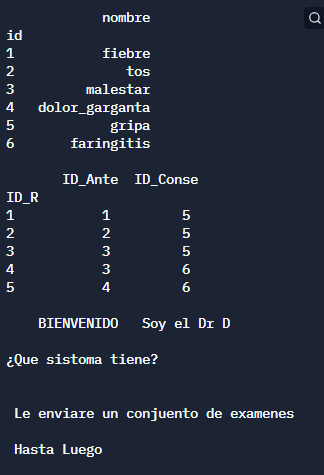 nombre
id
1 fiebre
2 tos
3 malestar
4 dolor_garganta
5 gripa
6 faringitis
ID_Ante ID_Conse
ID_R
1 1 5
2 2 5
3 3 5
4 3 6
5 4 6
BIENVENIDO Soy el Dr D
¿Que sistoma tiene?
Le enviare un conjuento de examenes
Hasta Luego